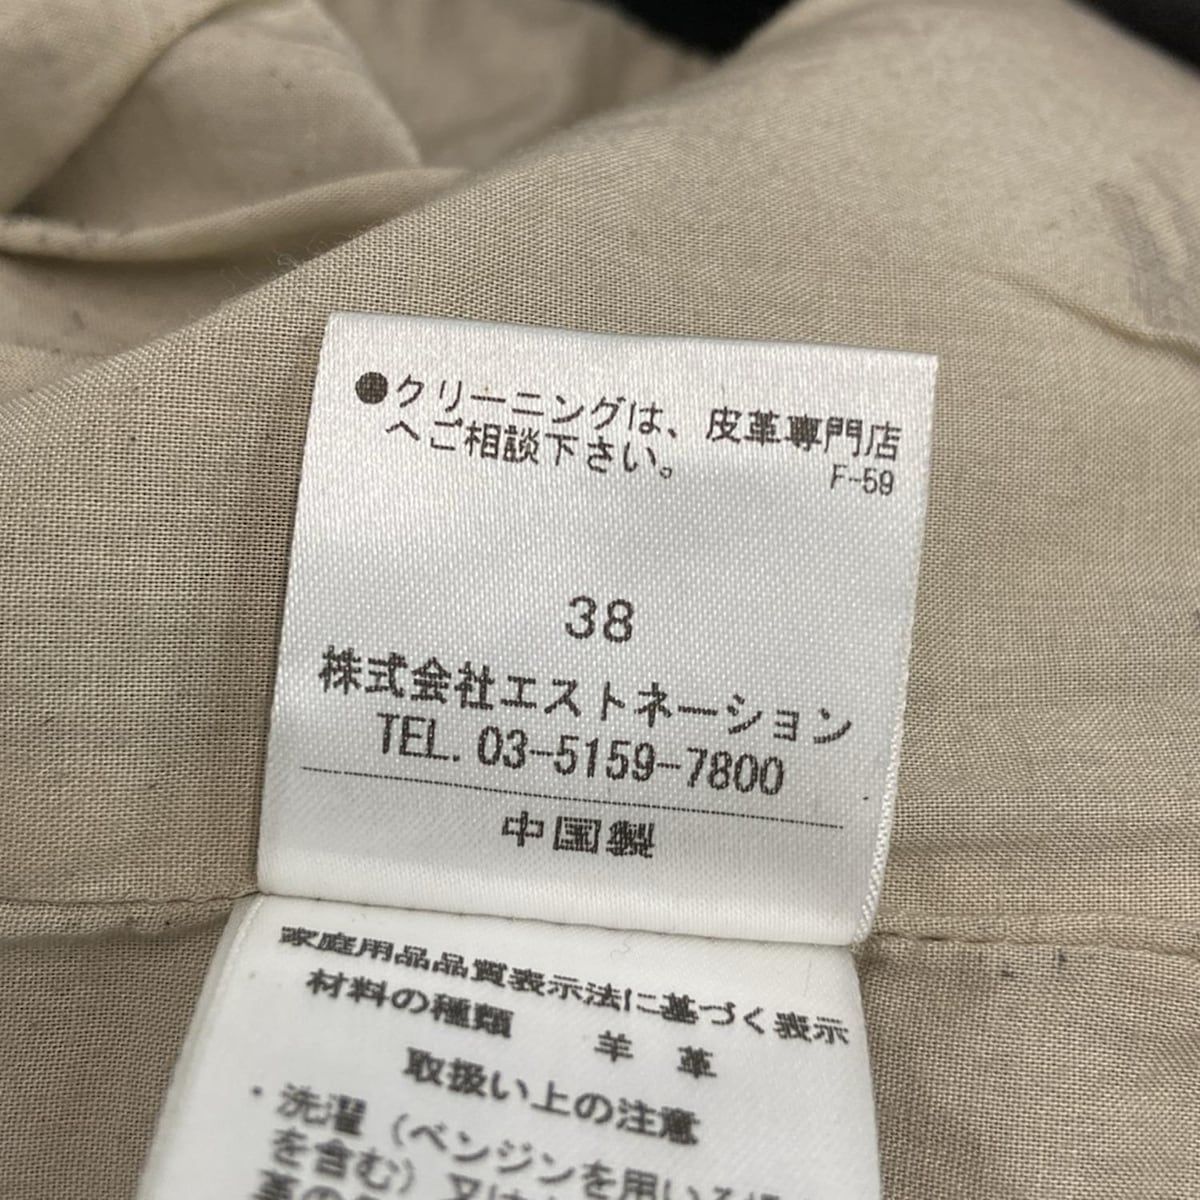 ●クリーニングは、皮革専門店
へご相談下さい。
F-59
38
株式会社エストネーション
TEL. 03-5159-7800
中国製
家庭用品品質表示法に基づく表示
材料の種類 羊革
取扱い上の注意
・洗濯（ベンジンを用いる
を含む）又は
革の